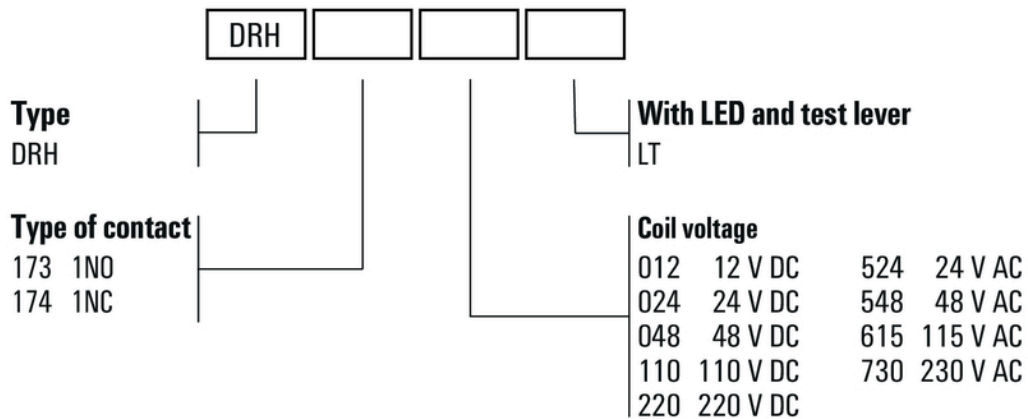 DRH
Type
DRH
With LED and test lever
LT
Type of contact
173 1NO
174 1NC
Coil voltage
012 12 V DC 524 24 V AC
024 24 V DC 548 48 V AC
048 48 V DC 615 115 V AC
110 110 V DC 730 230 V AC
220 220 V DC